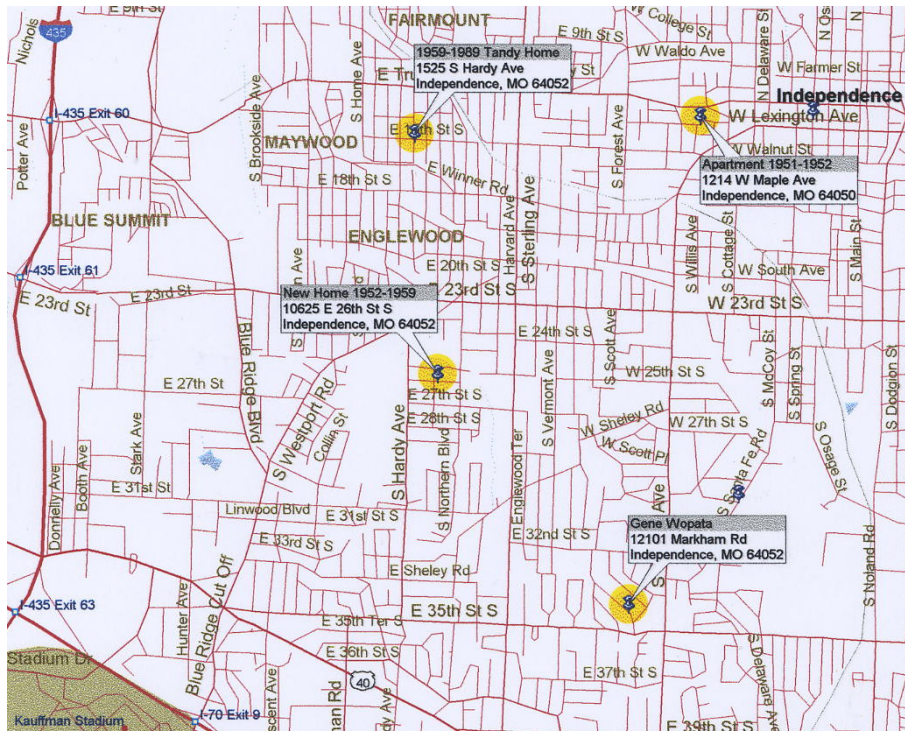 E 9th St
Nichols
435
FAIRMOUNT
W College St
E 9th St S
W Waldo Ave
N Delaware St
W Farmer St
1959-1989 Tandy Home
1525 S Hardy Ave
Independence, MO 64052
S Home Ave
S Brookside Ave
I-435 Exit 60
Potter Ave
MAYWOOD
Independence
W Lexington Ave
W Walnut St
S Forest Ave
E 18th St S
E Winner Rd
Apartment 1951-1952
1214 W Maple Ave
Independence, MO 64050
BLUE SUMMIT
ENGLEWOOD
Harvard Ave
S Sterling Ave
S Willis Ave
S Cottage St
S Main St
I-435 Exit 61
E 20th St S
W South Ave
E 23rd St
E 23rd St
23rd St S
W 23rd St S
New Home 1952-1959
10625 E 26th St S
Independence, MO 64052
E 24th St S
Blue Ridge Blvd
S Vermont Ave
S Scott Ave
W 25th St S
S McCoy St
S Spring St
S Dodgion St
E 27th St
E 27th St S
E 28th St S
S Westport Rd
Collin St
S Hardy Ave
S Northern Blvd
W Sheley Rd
W 27th St S
W Scott Pl
S Santa Fe Rd
S Osage St
Stark Ave
Booth Ave
Donnelly Ave
E 31st St
Linwood Blvd
E 31st St S
E 33rd St S
Englewood Ter
E 32nd St S
Gene Wopata
12101 Markham Rd
Independence, MO 64052
S Noland Rd
E Sheley Rd
I-435 Exit 63
Hunter Ave
Blue Ridge Cut Off
E 35th St S
E 35th Ter S
E 36th St S
40
E 37th St S
S Delaware Ave
Stadium Dr
Kauffman Stadium
I-70 Exit 9
E 39th St S